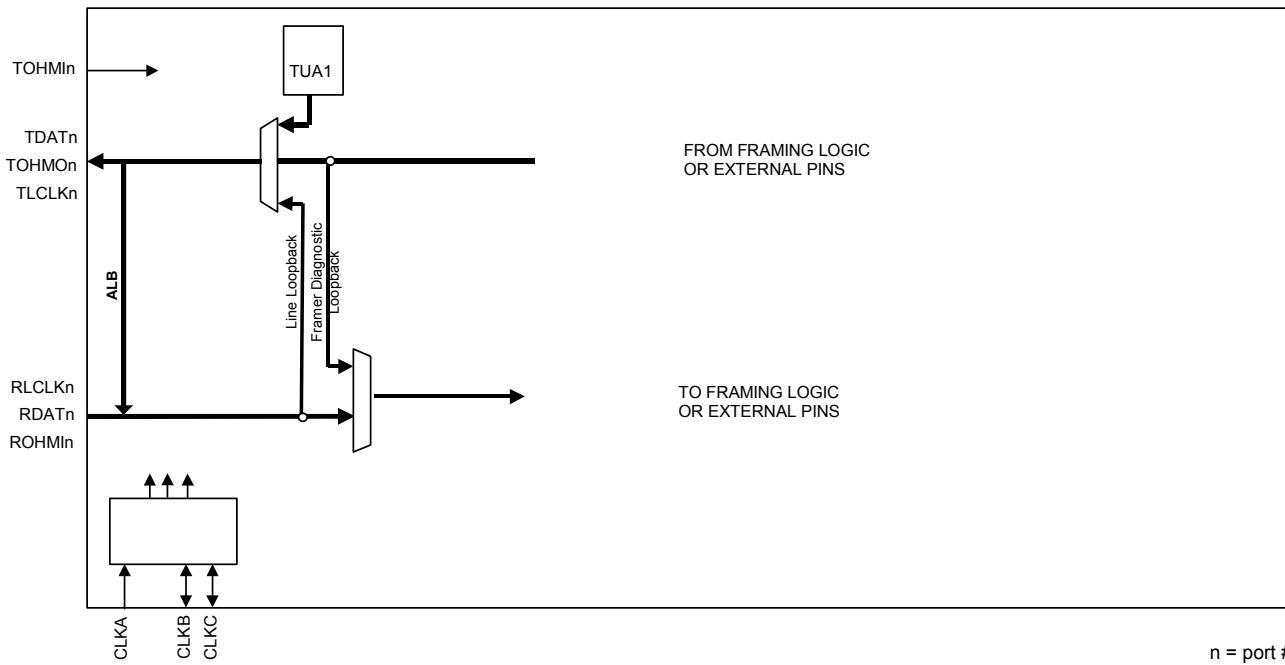 TOHMIn
TUA1
TDATn
TOHMOn
TLCLKn
FROM FRAMING LOGIC
OR EXTERNAL PINS
ALB
Line Loopback
Framer Diagnostic
Loopback
RLCLKn
RDATn
ROHMIn
TO FRAMING LOGIC
OR EXTERNAL PINS
CLKA
CLKB
CLKC
n = port #